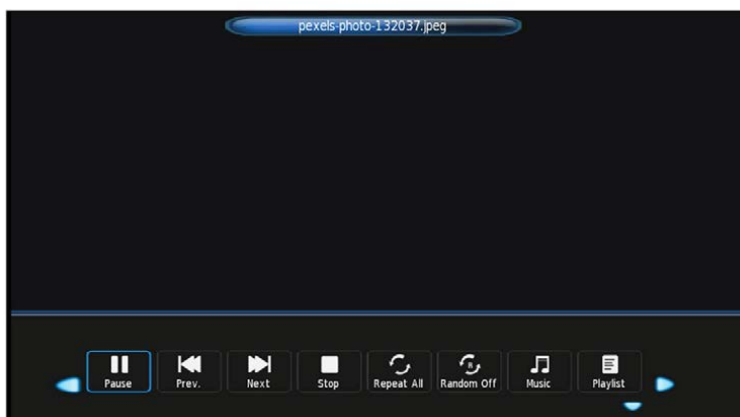 pexels-photo-132037.jpeg
Pause
Prev.
Next
Stop
Repeat All
Random Off
Music
Playlist